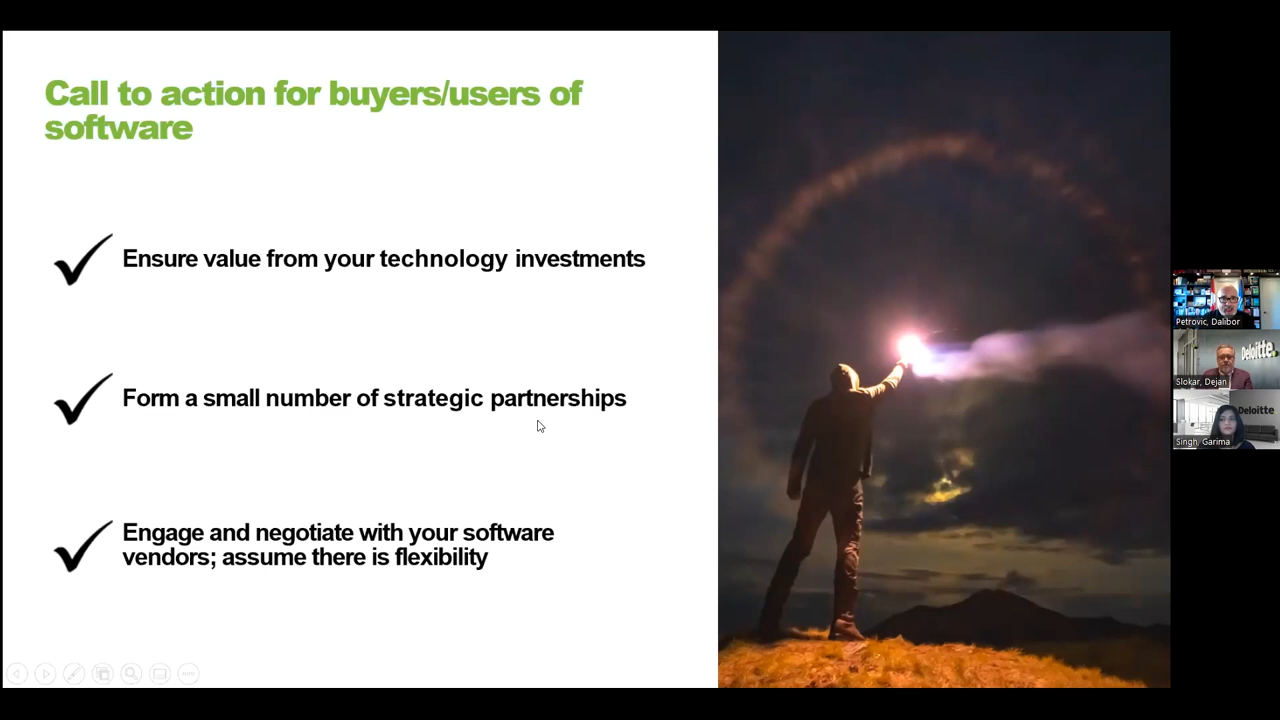 Call to action for buyers/users of
software
Ensure value from your technology investments
Form a small number of strategic partnerships
Engage and negotiate with your software
vendors; assume there is flexibility
Petrovic, Dalibor
Deloitte.
Slokar, Dejan
Deloitte
Singh, Garima